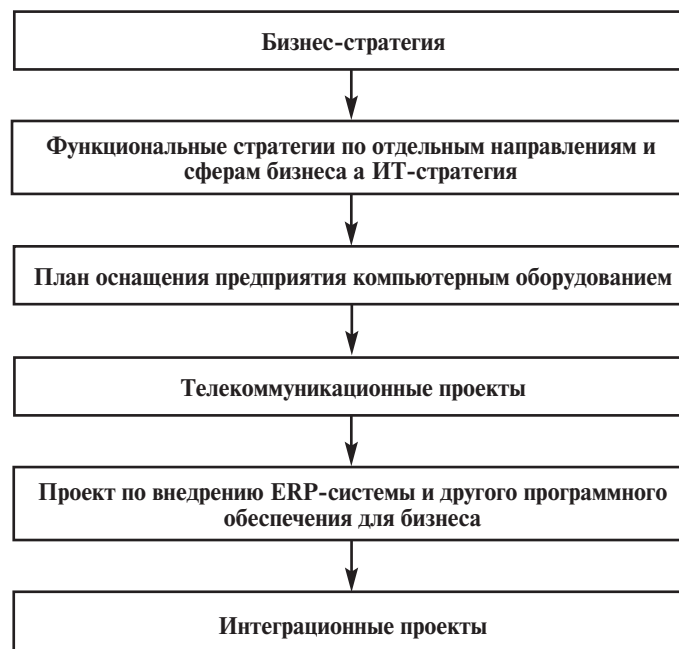 Бизнес-стратегия
Функциональные стратегии по отдельным направлениям и
сферам бизнеса а ИТ-стратегия
План оснащения предприятия компьютерным оборудованием
Телекоммуникационные проекты
Проект по внедрению ERP-системы и другого программного
обеспечения для бизнеса
Интеграционные проекты